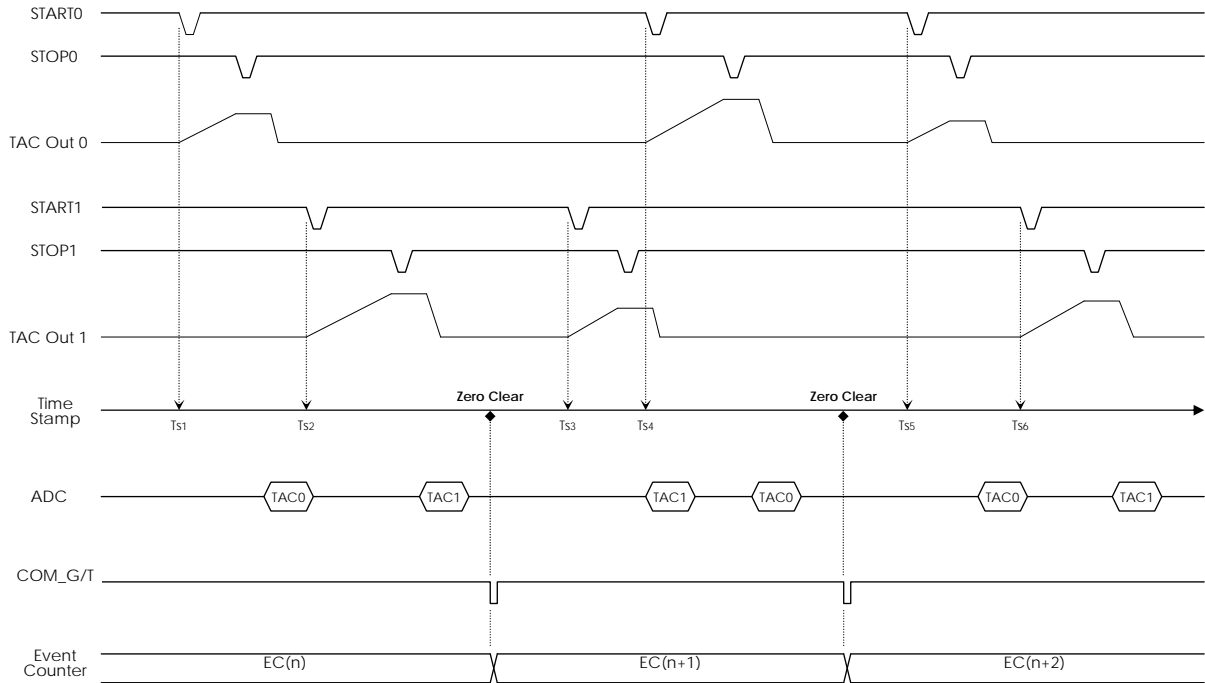 START0
STOP0
TAC Out 0
START1
STOP1
TAC Out 1
Time
Stamp
Zero Clear
Zero Clear
Ts1
Ts2
Ts3
Ts4
Ts5
Ts6
ADC
TAC0
TAC1
TAC1
TAC0
TAC0
TAC1
COM_G/T
Event
Counter
EC(n)
EC(n+1)
EC(n+2)